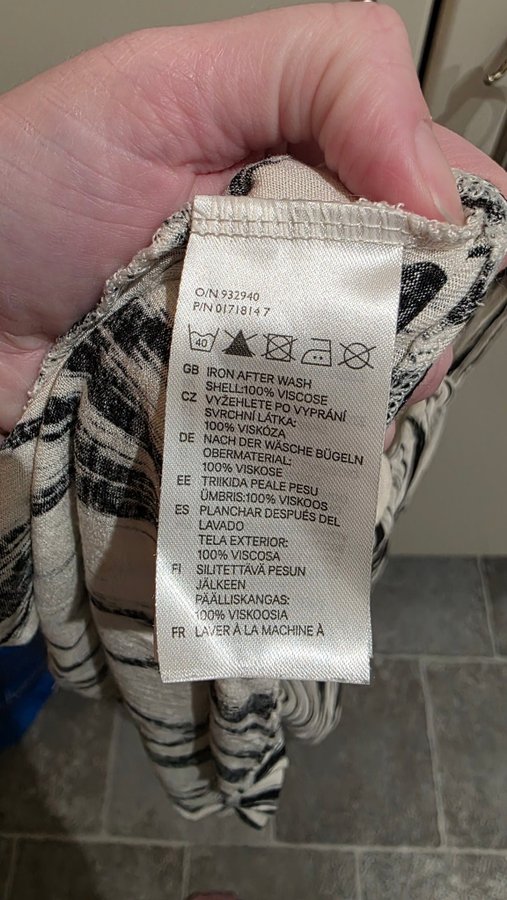 O/N 932940
P/N 0171814 7
40
GB IRON AFTER WASH
SHELL:100% VISCOSE
CZ VYŽEHLETE PO VYPRÁNÍ
SVRCHNÍ LÁTKA:
100% VISKÓZA
DE NACH DER WÄSCHE BÜGELN
OBERMATERIAL:
100% VISKOSE
EE TRIIKIDA PEALE PESU
ÜMBRIS:100% VISKOOS
ES PLANCHAR DESPUÉS DEL
LAVADO
TELA EXTERIOR:
100% VISCOSA
FI SILITETTÄVÄ PESUN
JÄLKEEN
PÄÄLLISKANGAS:
100% VISKOOSIA
FR LAVER À LA MACHINE À